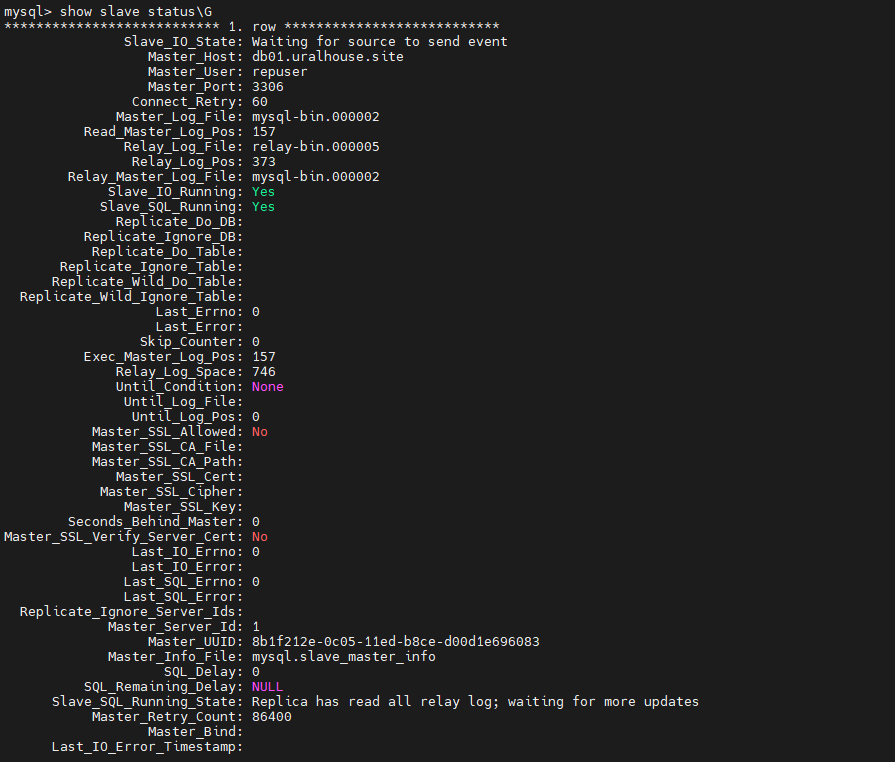 mysql> show slave status\G
*************************** 1. row ***************************
Slave_IO_State: Waiting for source to send event
Master_Host: db01.uralhouse.site
Master_User: repuser
Master_Port: 3306
Connect_Retry: 60
Master_Log_File: mysql-bin.000002
Read_Master_Log_Pos: 157
Relay_Log_File: relay-bin.000005
Relay_Log_Pos: 373
Relay_Master_Log_File: mysql-bin.000002
Slave_IO_Running: Yes
Slave_SQL_Running: Yes
Replicate_Do_DB:
Replicate_Ignore_DB:
Replicate_Do_Table:
Replicate_Ignore_Table:
Replicate_Wild_Do_Table:
Replicate_Wild_Ignore_Table:
Last_Errno: 0
Last_Error:
Skip_Counter: 0
Exec_Master_Log_Pos: 157
Relay_Log_Space: 746
Until_Condition: None
Until_Log_File:
Until_Log_Pos: 0
Master_SSL_Allowed: No
Master_SSL_CA_File:
Master_SSL_CA_Path:
Master_SSL_Cert:
Master_SSL_Cipher:
Master_SSL_Key:
Seconds_Behind_Master: 0
Master_SSL_Verify_Server_Cert: No
Last_IO_Errno: 0
Last_IO_Error:
Last_SQL_Errno: 0
Last_SQL_Error:
Replicate_Ignore_Server_Ids:
Master_Server_Id: 1
Master_UUID: 8b1f212e-0c05-11ed-b8ce-d00d1e696083
Master_Info_File: mysql.slave_master_info
SQL_Delay: 0
SQL_Remaining_Delay: NULL
Slave_SQL_Running_State: Replica has read all relay log; waiting for more updates
Master_Retry_Count: 86400
Master_Bind:
Last_IO_Error_Timestamp: